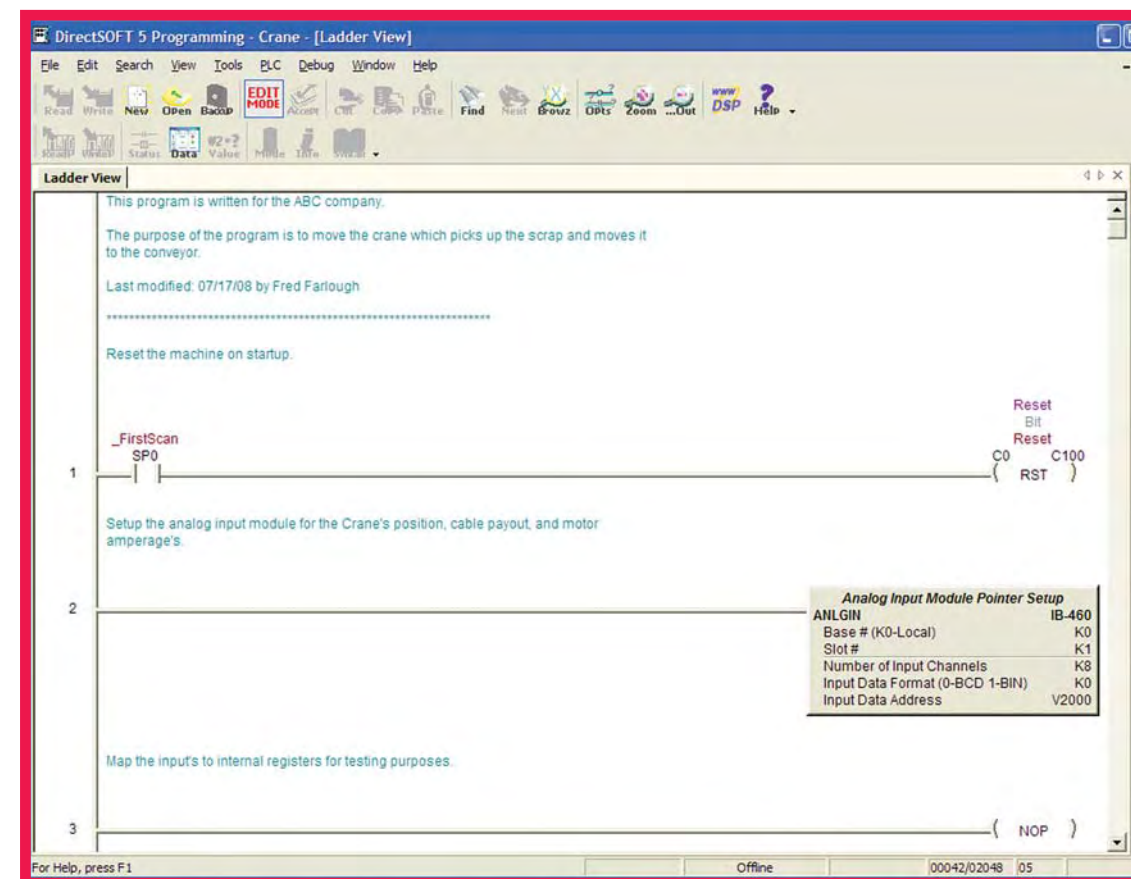 DirectSOFT 5 Programming - Crane - [Ladder View]
File Edit Search View Tools PLC Debug Window Help
Read Write New Open Backup EDIT MODE Accept Cut Copy Paste Find Next Browz Opts Zoom ...Out www DSP Help
Status Data #2=? Value Mode Info
Ladder View
This program is written for the ABC company.
The purpose of the program is to move the crane which picks up the scrap and moves it
to the conveyor.
Last modified: 07/17/08 by Fred Farlough
**********************************************************************
Reset the machine on startup.
Reset
Bit
_FirstScan Reset
SP0 C0 C100
1 ( RST )
Setup the analog input module for the Crane's position, cable payout, and motor
amperage's.
Analog Input Module Pointer Setup
2 ANLGIN IB-460
Base # (K0-Local) K0
Slot # K1
Number of Input Channels K8
Input Data Format (0-BCD 1-BIN) K0
Input Data Address V2000
Map the input's to internal registers for testing purposes.
3 ( NOP )
For Help, press F1 Offline 00042/02048 05